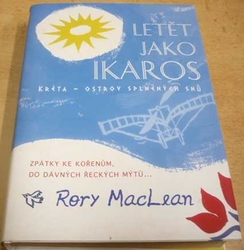 LETĚT
JAKO
IKAROS
KRÉTA – OSTROV SPLNĚNÝCH SNŮ
ZPÁTKY KE KOŘENŮM,
DO DÁVNÝCH ŘECKÝCH MÝTŮ...
Rory MacLean